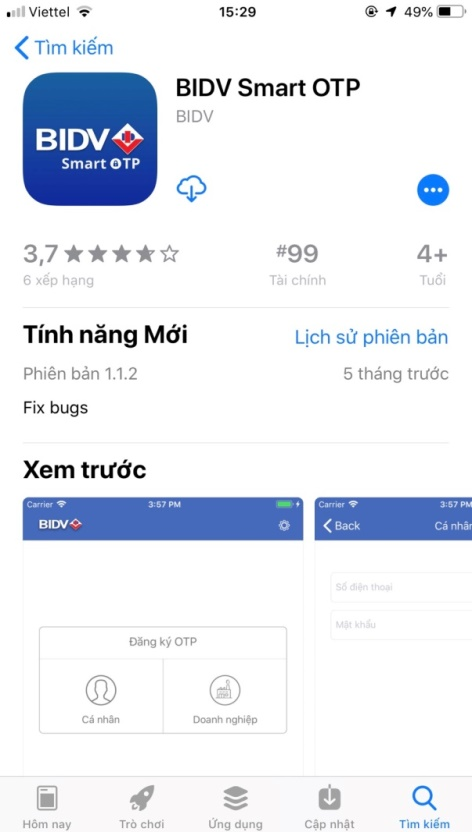 Viettel 15:29 49%
Tìm kiếm
BIDV Smart OTP
BIDV
BIDV
Smart OTP
3,7 #99 4+
6 xếp hạng Tài chính Tuổi
Tính năng Mới Lịch sử phiên bản
Phiên bản 1.1.2 5 tháng trước
Fix bugs
Xem trước
Carrier 3:57 PM
BIDV
Đăng ký OTP
Cá nhân Doanh nghiệp
Carrier 3:57 PM
Back Cá nhân
Số điện thoại
Mật khẩu
Hôm nay Trò chơi Ứng dụng Cập nhật Tìm kiếm